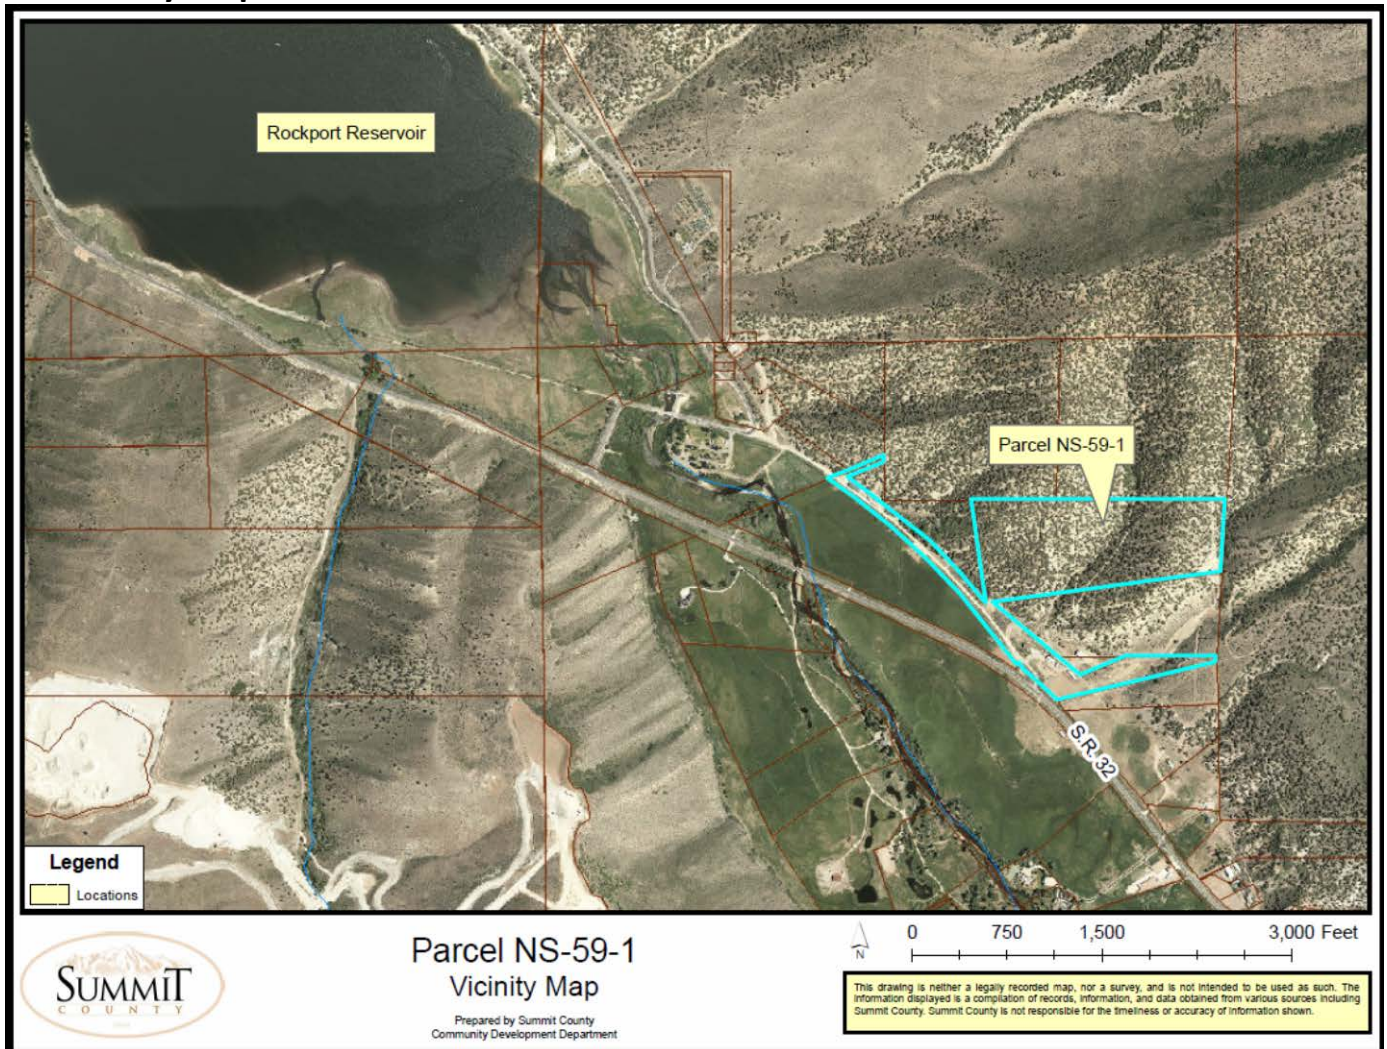 Rockport Reservoir
Parcel NS-59-1
S.R. 32
Legend
Locations
SUMMIT
COUNTY
Parcel NS-59-1
Vicinity Map
Prepared by Summit County
Community Development Department
N
0 750 1,500 3,000 Feet
This drawing is neither a legally recorded map, nor a survey, and is not intended to be used as such. The
information displayed is a compilation of records, information, and data obtained from various sources including
Summit County. Summit County is not responsible for the timeliness or accuracy of information shown.